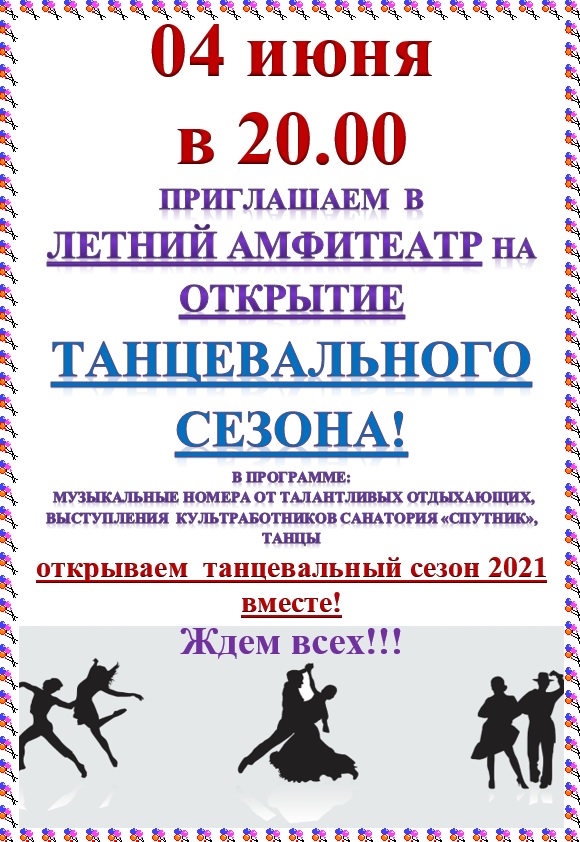 04 июня
в 20.00
ПРИГЛАШАЕМ В
ЛЕТНИЙ АМФИТЕАТР НА
ОТКРЫТИЕ
ТАНЦЕВАЛЬНОГО
СЕЗОНА!
В ПРОГРАММЕ:
МУЗЫКАЛЬНЫЕ НОМЕРА ОТ ТАЛАНТЛИВЫХ ОТДЫХАЮЩИХ,
ВЫСТУПЛЕНИЯ КУЛЬТРАБОТНИКОВ САНАТОРИЯ «СПУТНИК»,
ТАНЦЫ
открываем танцевальный сезон 2021
вместе!
Ждем всех!!!